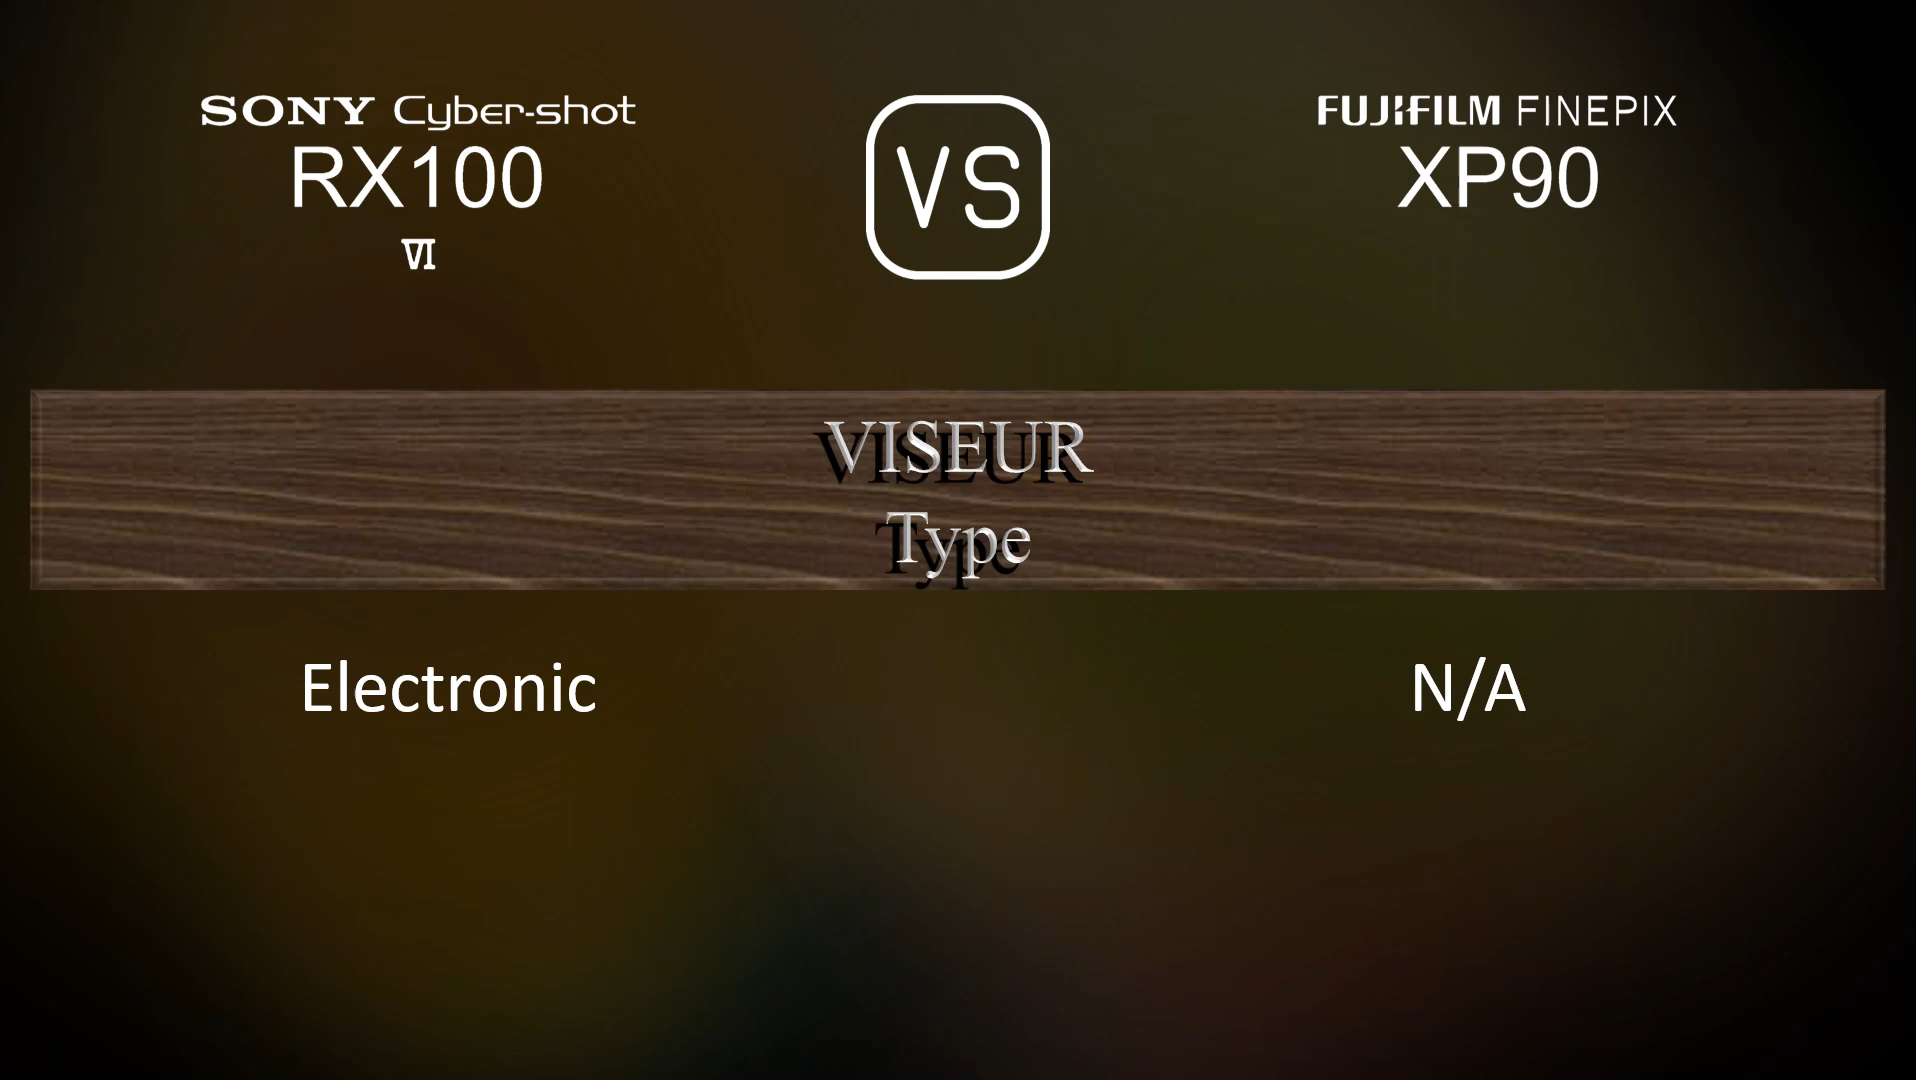 SONY Cyber-shot
RX100
VI
VS
FUJIFILM FINEPIX
XP90
VISEUR
Type
Electronic
N/A